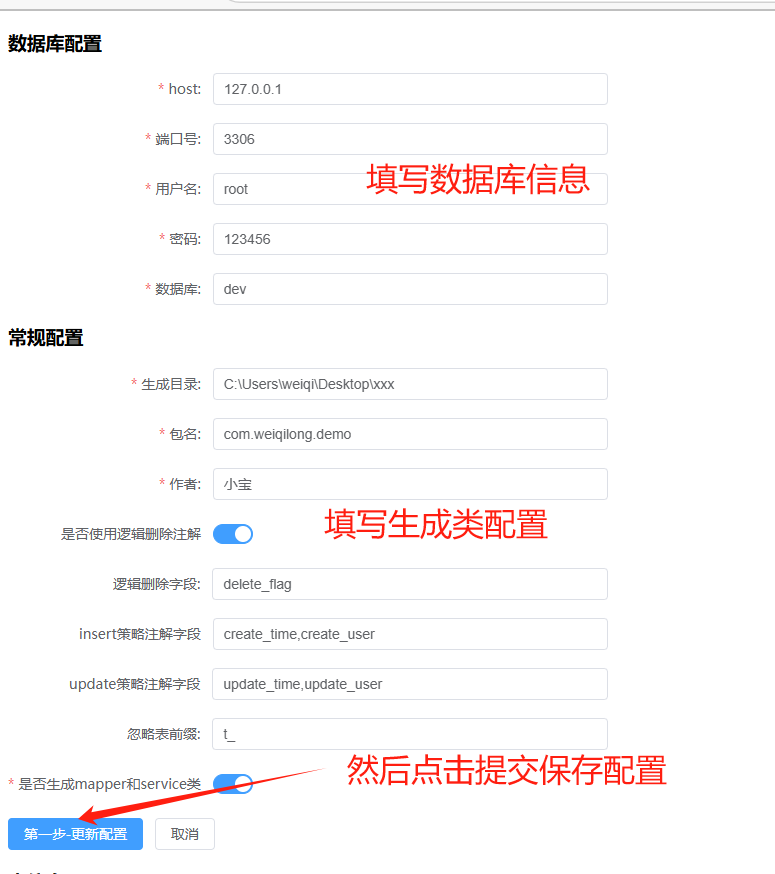 数据库配置
* host: 127.0.0.1
* 端口号: 3306
填写数据库信息
* 用户名: root
* 密码: 123456
* 数据库: dev
常规配置
* 生成目录: C:\Users\weiqi\Desktop\xxx
* 包名: com.weiqilong.demo
* 作者: 小宝
填写生成类配置
是否使用逻辑删除注解
逻辑删除字段: delete_flag
insert策略注解字段 create_time,create_user
update策略注解字段 update_time,update_user
忽略表前缀: t_
然后点击提交保存配置
* 是否生成mapper和service类
第一步-更新配置 取消